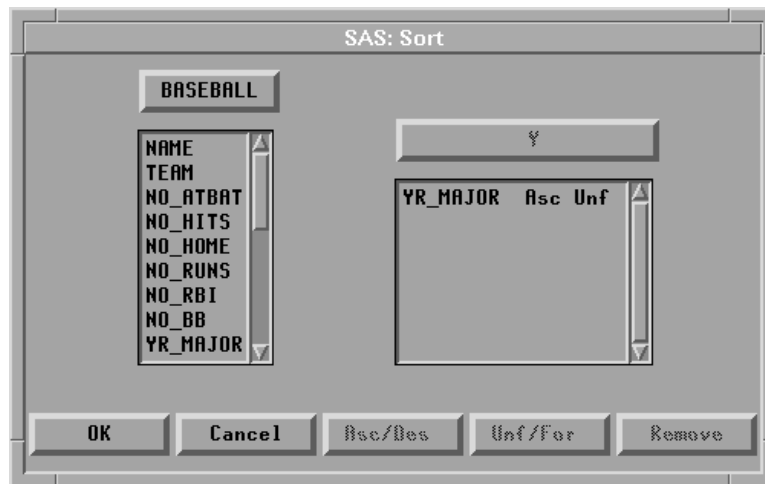 SAS: Sort
BASEBALL
NAME
TEAM
NO_ATBAT
NO_HITS
NO_HOME
NO_RUNS
NO_RBI
NO_BB
YR_MAJOR
Y
YR_MAJOR Asc Unf
OK Cancel Asc/Des Unf/For Remove